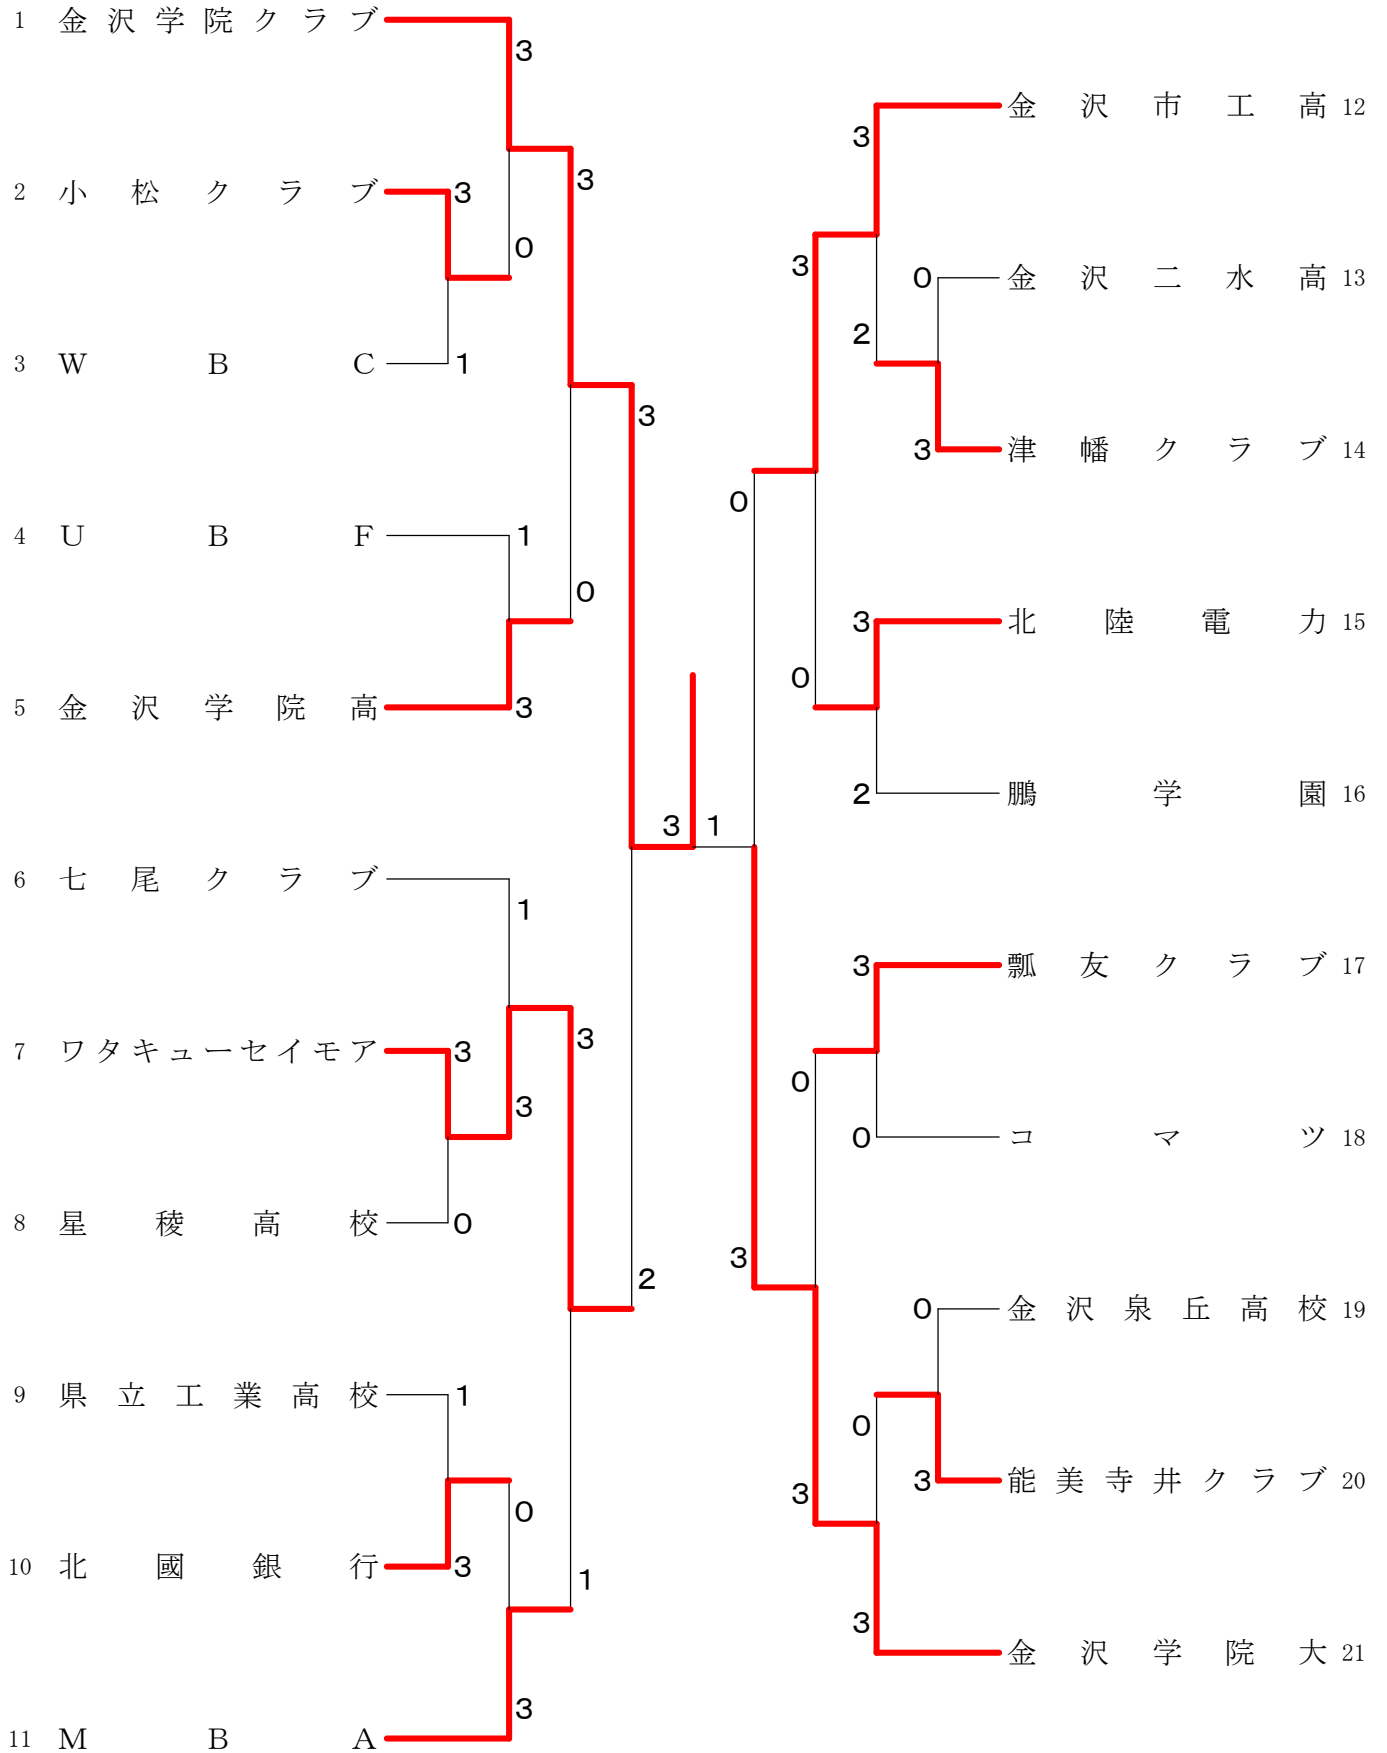 1 金沢学院クラブ
3
2 小松クラブ
3
3
0
3 WBC
1
3
4 UBF
1
0
5 金沢学院高
3
6 七尾クラブ
1
7 ワタキューセイモア
3
3
3
8 星稜高校
0
2
9 県立工業高校
1
0
10 北國銀行
3
1
11 MBA
3
3 1
金沢市工高 12
3
3
金沢二水高 13
0
2
津幡クラブ 14
3
0
北陸電力 15
3
0
鵬学園 16
2
瓢友クラブ 17
3
0
コマツ 18
0
3
金沢泉丘高校 19
0
0
能美寺井クラブ 20
3
3
金沢学院大 21
3